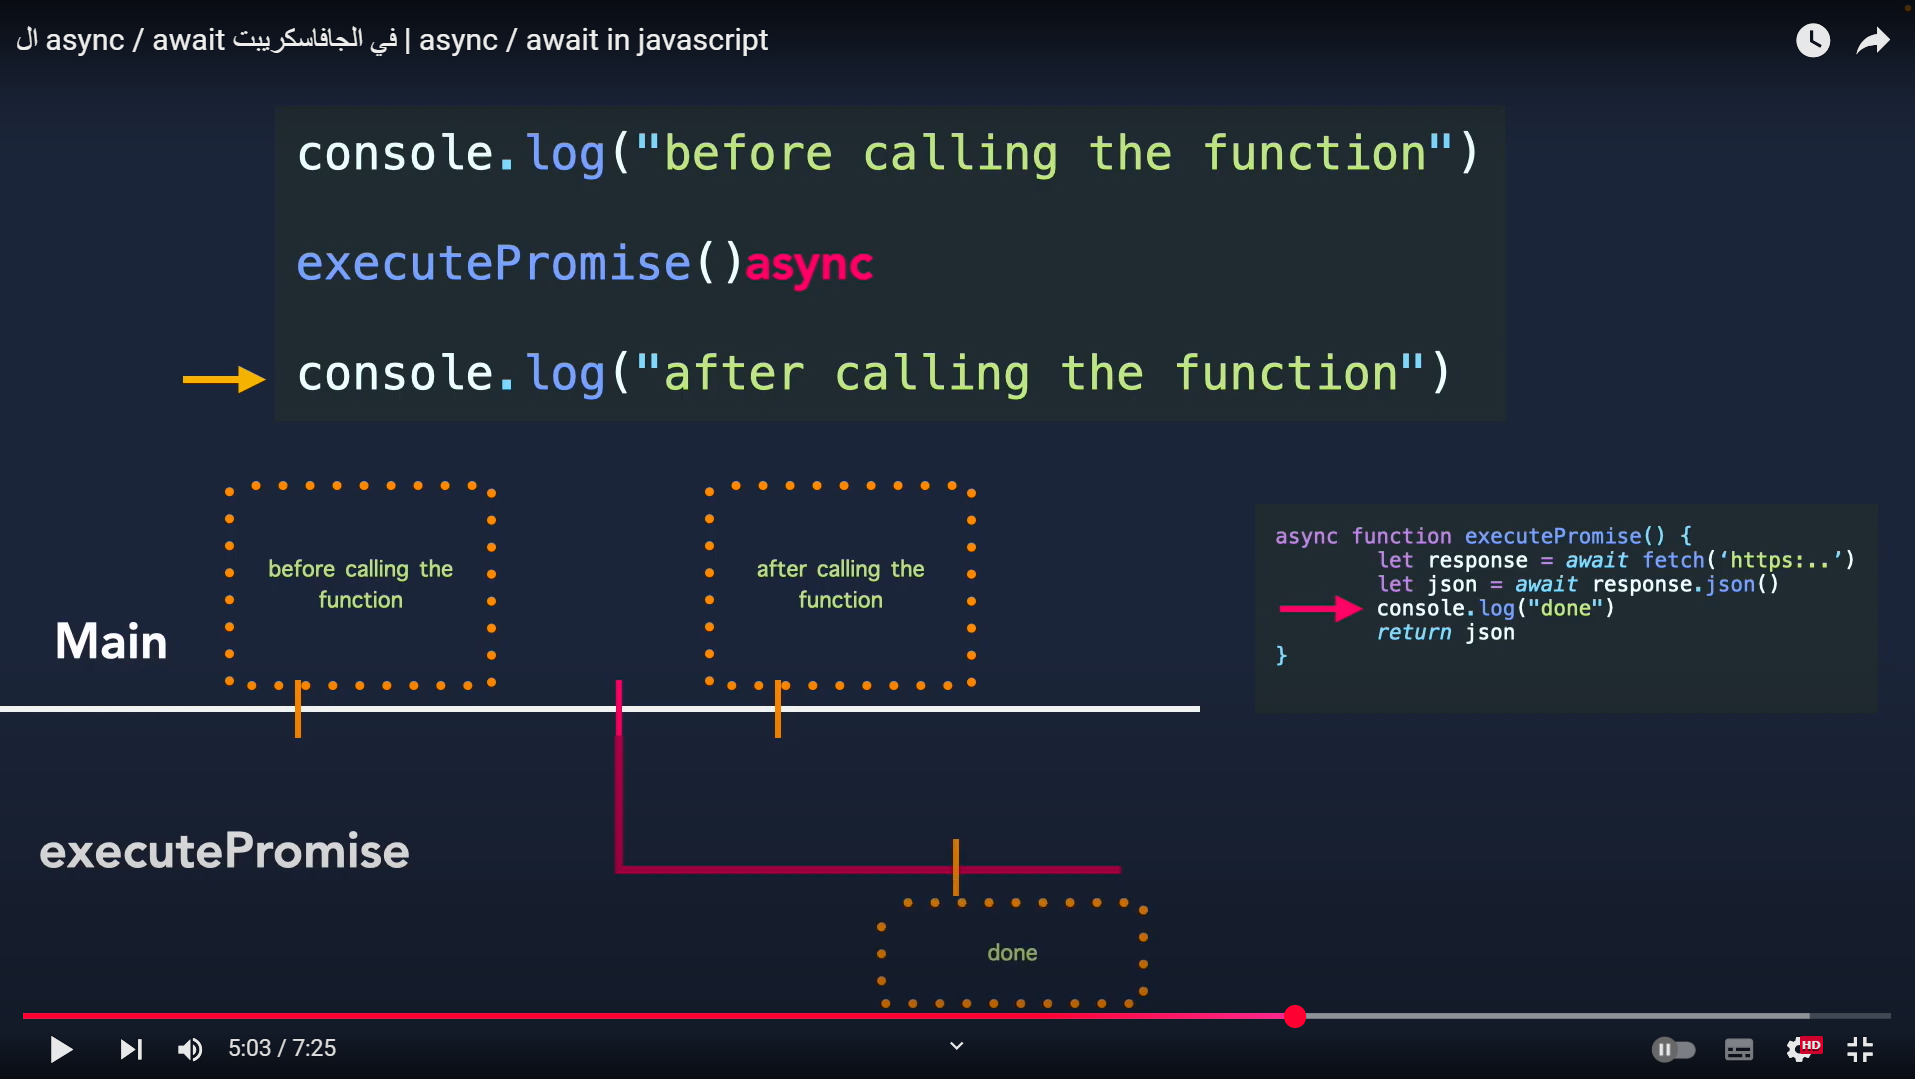 ال async / await في الجافاسكريبت | async / await in javascript
console.log("before calling the function")
executePromise()async
console.log("after calling the function")
before calling the
function
after calling the
function
Main
async function executePromise() {
let response = await fetch(‘https:..’)
let json = await response.json()
console.log("done")
return json
}
executePromise
done
5:03 / 7:25
HD